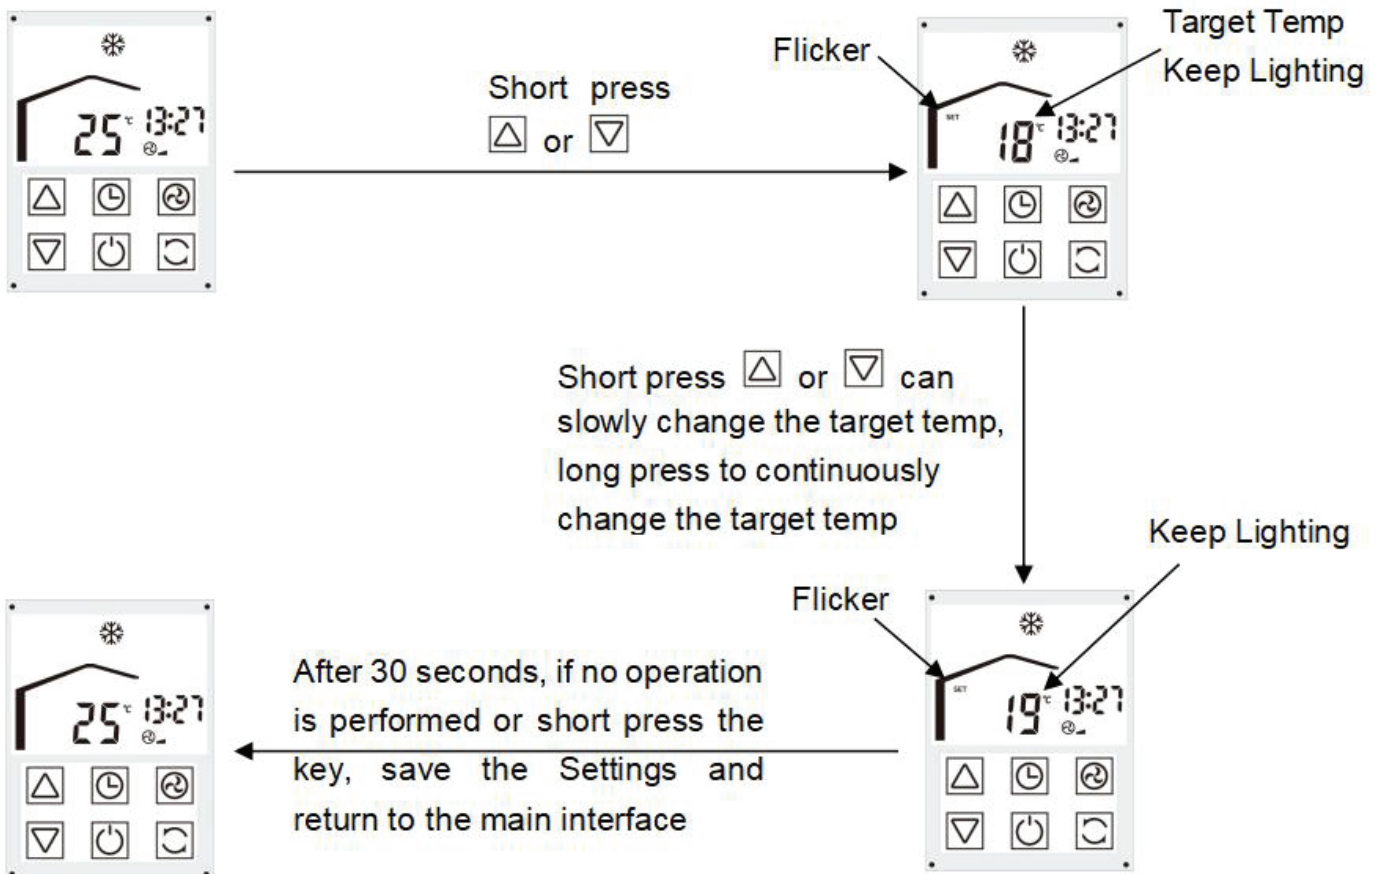 25 ℃ 13:27
Short press
△ or ▽
Flicker
Target Temp
Keep Lighting
SET
18 ℃ 13:27
Short press △ or ▽ can
slowly change the target temp,
long press to continuously
change the target temp
Keep Lighting
Flicker
SET
19 ℃ 13:27
After 30 seconds, if no operation
is performed or short press the
key, save the Settings and
return to the main interface
25 ℃ 13:27